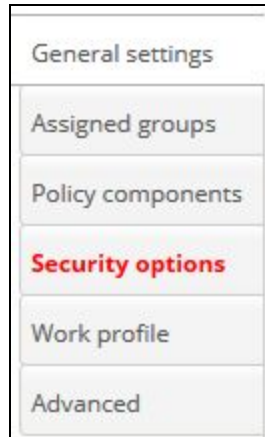 General settings
Assigned groups
Policy components
Security options
Work profile
Advanced